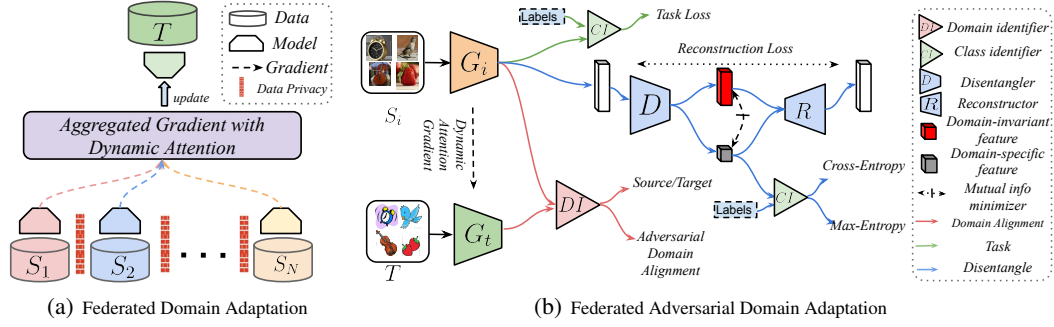 T
Data
Model
Gradient
Data Privacy
update
Aggregated Gradient with
Dynamic Attention
S1
S2
SN
(a) Federated Domain Adaptation
Si
Gi
Labels
CI
Task Loss
Reconstruction Loss
D
R
Dynamic
Attention
Gradient
T
Gt
DI
Source/Target
Adversarial
Domain
Alignment
Labels
CI
Cross-Entropy
Max-Entropy
DI
Domain identifier
CI
Class identifier
D
Disentangler
R
Reconstructor
Domain-invariant
feature
Domain-specific
feature
Mutual info
minimizer
Domain Alignment
Task
Disentangle
(b) Federated Adversarial Domain Adaptation